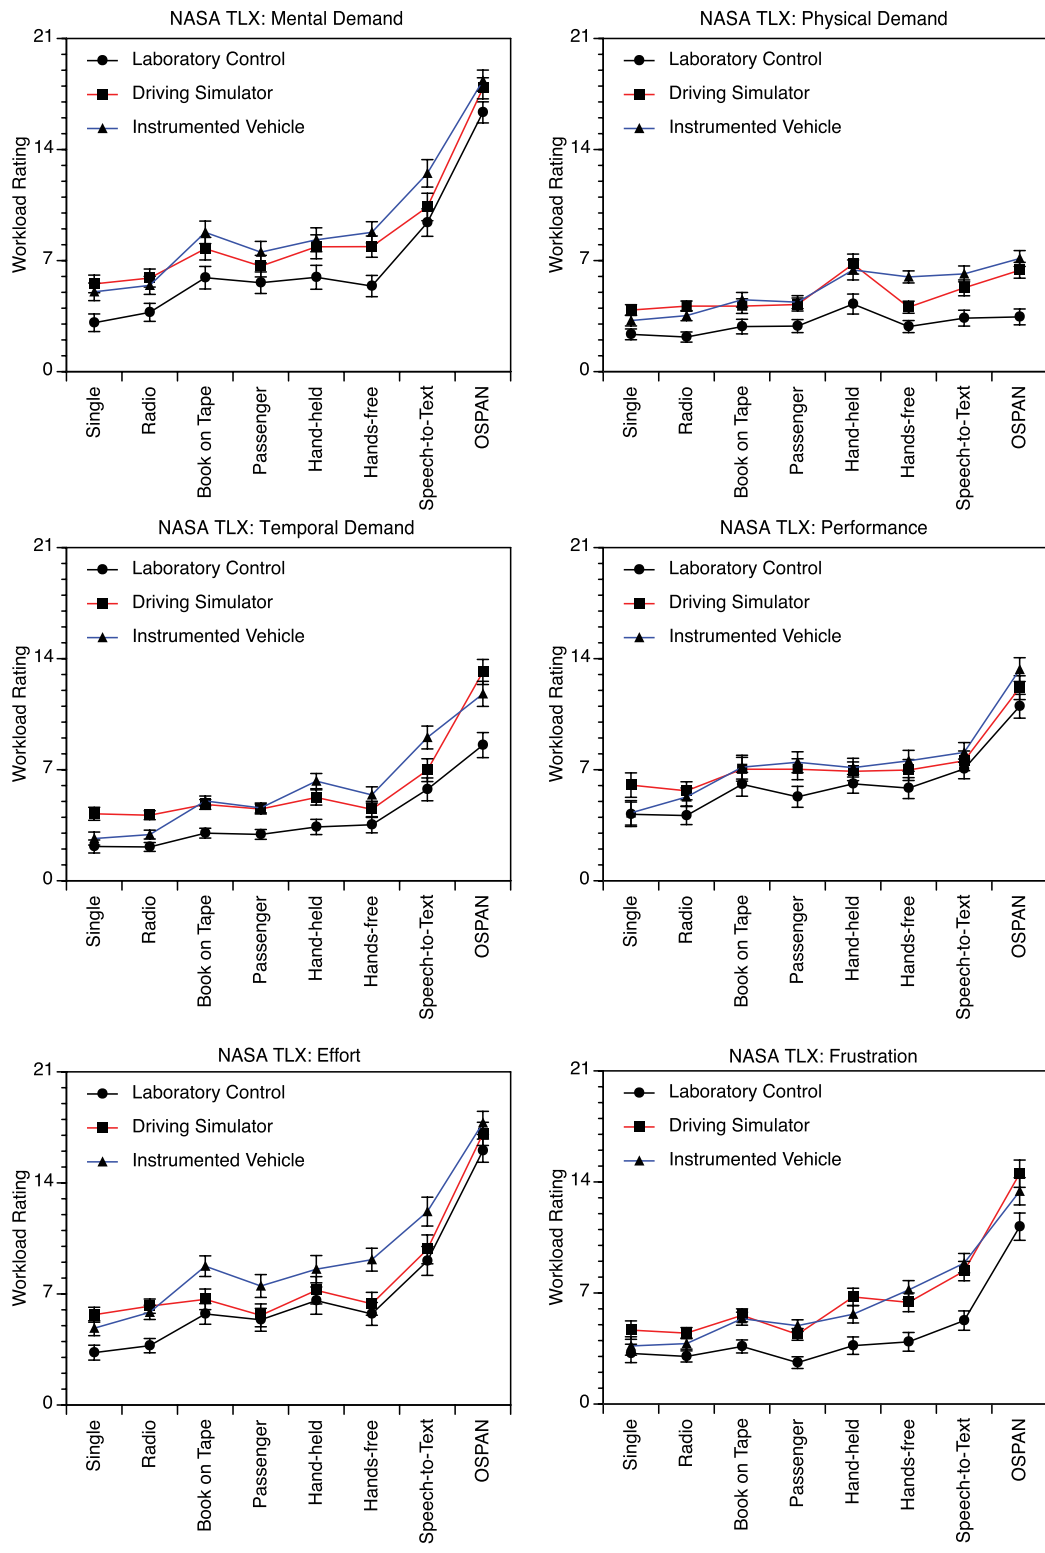 NASA TLX: Mental Demand
21
14
7
0
Workload Rating
Laboratory Control
Driving Simulator
Instrumented Vehicle
Single
Radio
Book on Tape
Passenger
Hand-held
Hands-free
Speech-to-Text
OSPAN
NASA TLX: Physical Demand
21
14
7
0
Workload Rating
Laboratory Control
Driving Simulator
Instrumented Vehicle
Single
Radio
Book on Tape
Passenger
Hand-held
Hands-free
Speech-to-Text
OSPAN
NASA TLX: Temporal Demand
21
14
7
0
Workload Rating
Laboratory Control
Driving Simulator
Instrumented Vehicle
Single
Radio
Book on Tape
Passenger
Hand-held
Hands-free
Speech-to-Text
OSPAN
NASA TLX: Performance
21
14
7
0
Workload Rating
Laboratory Control
Driving Simulator
Instrumented Vehicle
Single
Radio
Book on Tape
Passenger
Hand-held
Hands-free
Speech-to-Text
OSPAN
NASA TLX: Effort
21
14
7
0
Workload Rating
Laboratory Control
Driving Simulator
Instrumented Vehicle
Single
Radio
Book on Tape
Passenger
Hand-held
Hands-free
Speech-to-Text
OSPAN
NASA TLX: Frustration
21
14
7
0
Workload Rating
Laboratory Control
Driving Simulator
Instrumented Vehicle
Single
Radio
Book on Tape
Passenger
Hand-held
Hands-free
Speech-to-Text
OSPAN